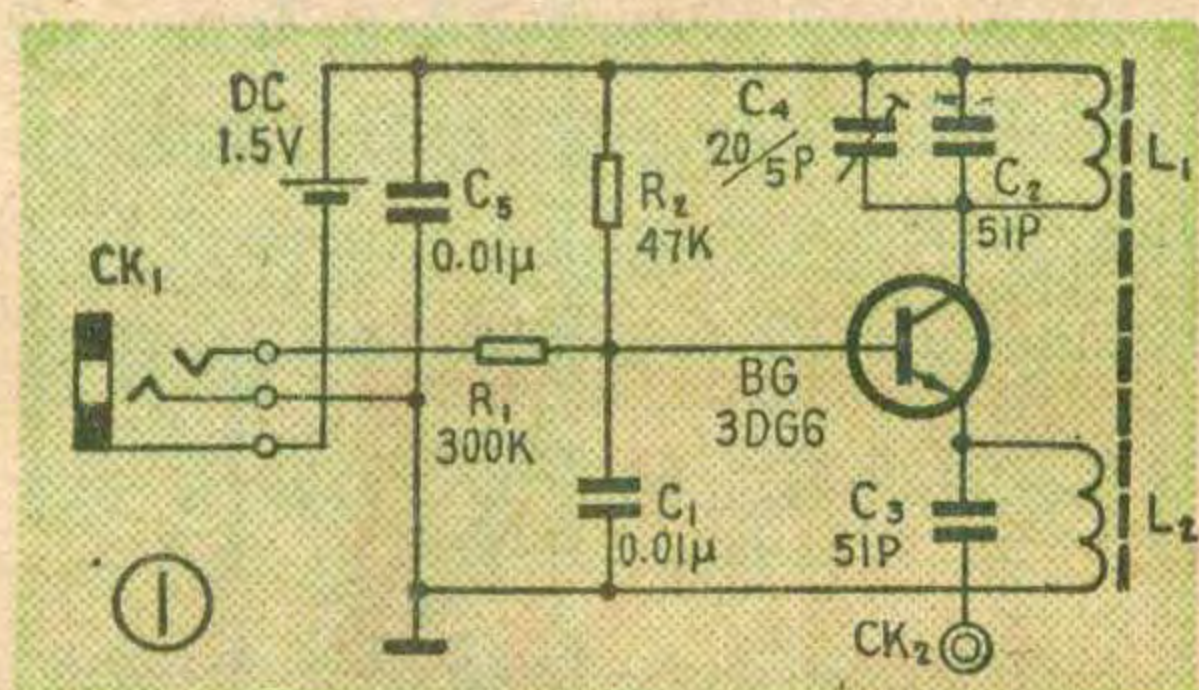 DC
1.5V
C₅
0.01μ
R₂
47K
C₄
20/5P
C₂
51P
L₁
CK₁
R₁
300K
BG
3DG6
C₁
0.01μ
C₃
51P
L₂
CK₂
1